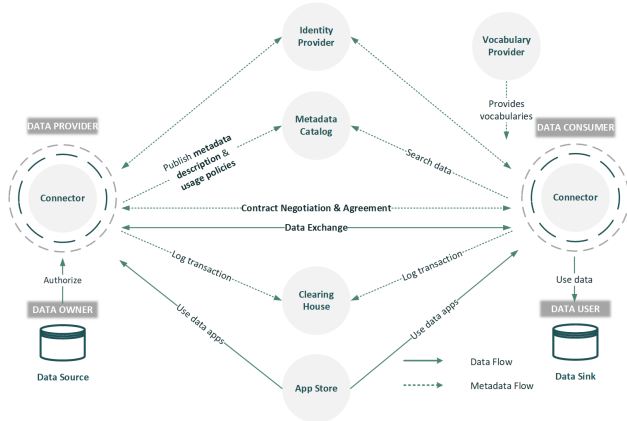 Identity
Provider
Vocabulary
Provider
Metadata
Catalog
Provides
vocabularies
DATA PROVIDER
DATA CONSUMER
Publish metadata
description &
usage policies
Search data
Connector
Connector
Contract Negotiation & Agreement
Data Exchange
Log transaction
Log transaction
Authorize
Use data
Clearing
House
DATA OWNER
DATA USER
Use data apps
Use data apps
Data Source
Data Sink
App Store
Data Flow
Metadata Flow